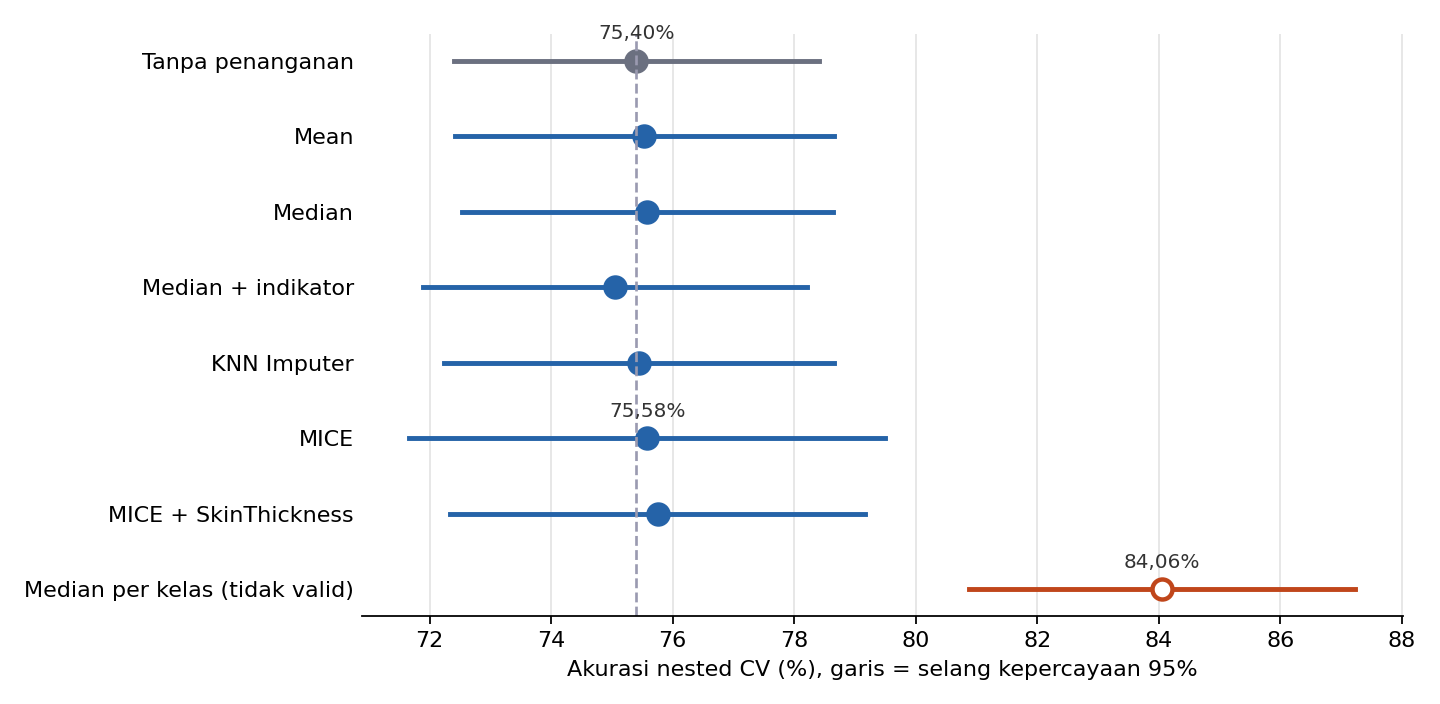 75,40%
Tanpa penanganan
Mean
Median
Median + indikator
KNN Imputer
75,58%
MICE
MICE + SkinThickness
84,06%
Median per kelas (tidak valid)
72 74 76 78 80 82 84 86 88
Akurasi nested CV (%), garis = selang kepercayaan 95%